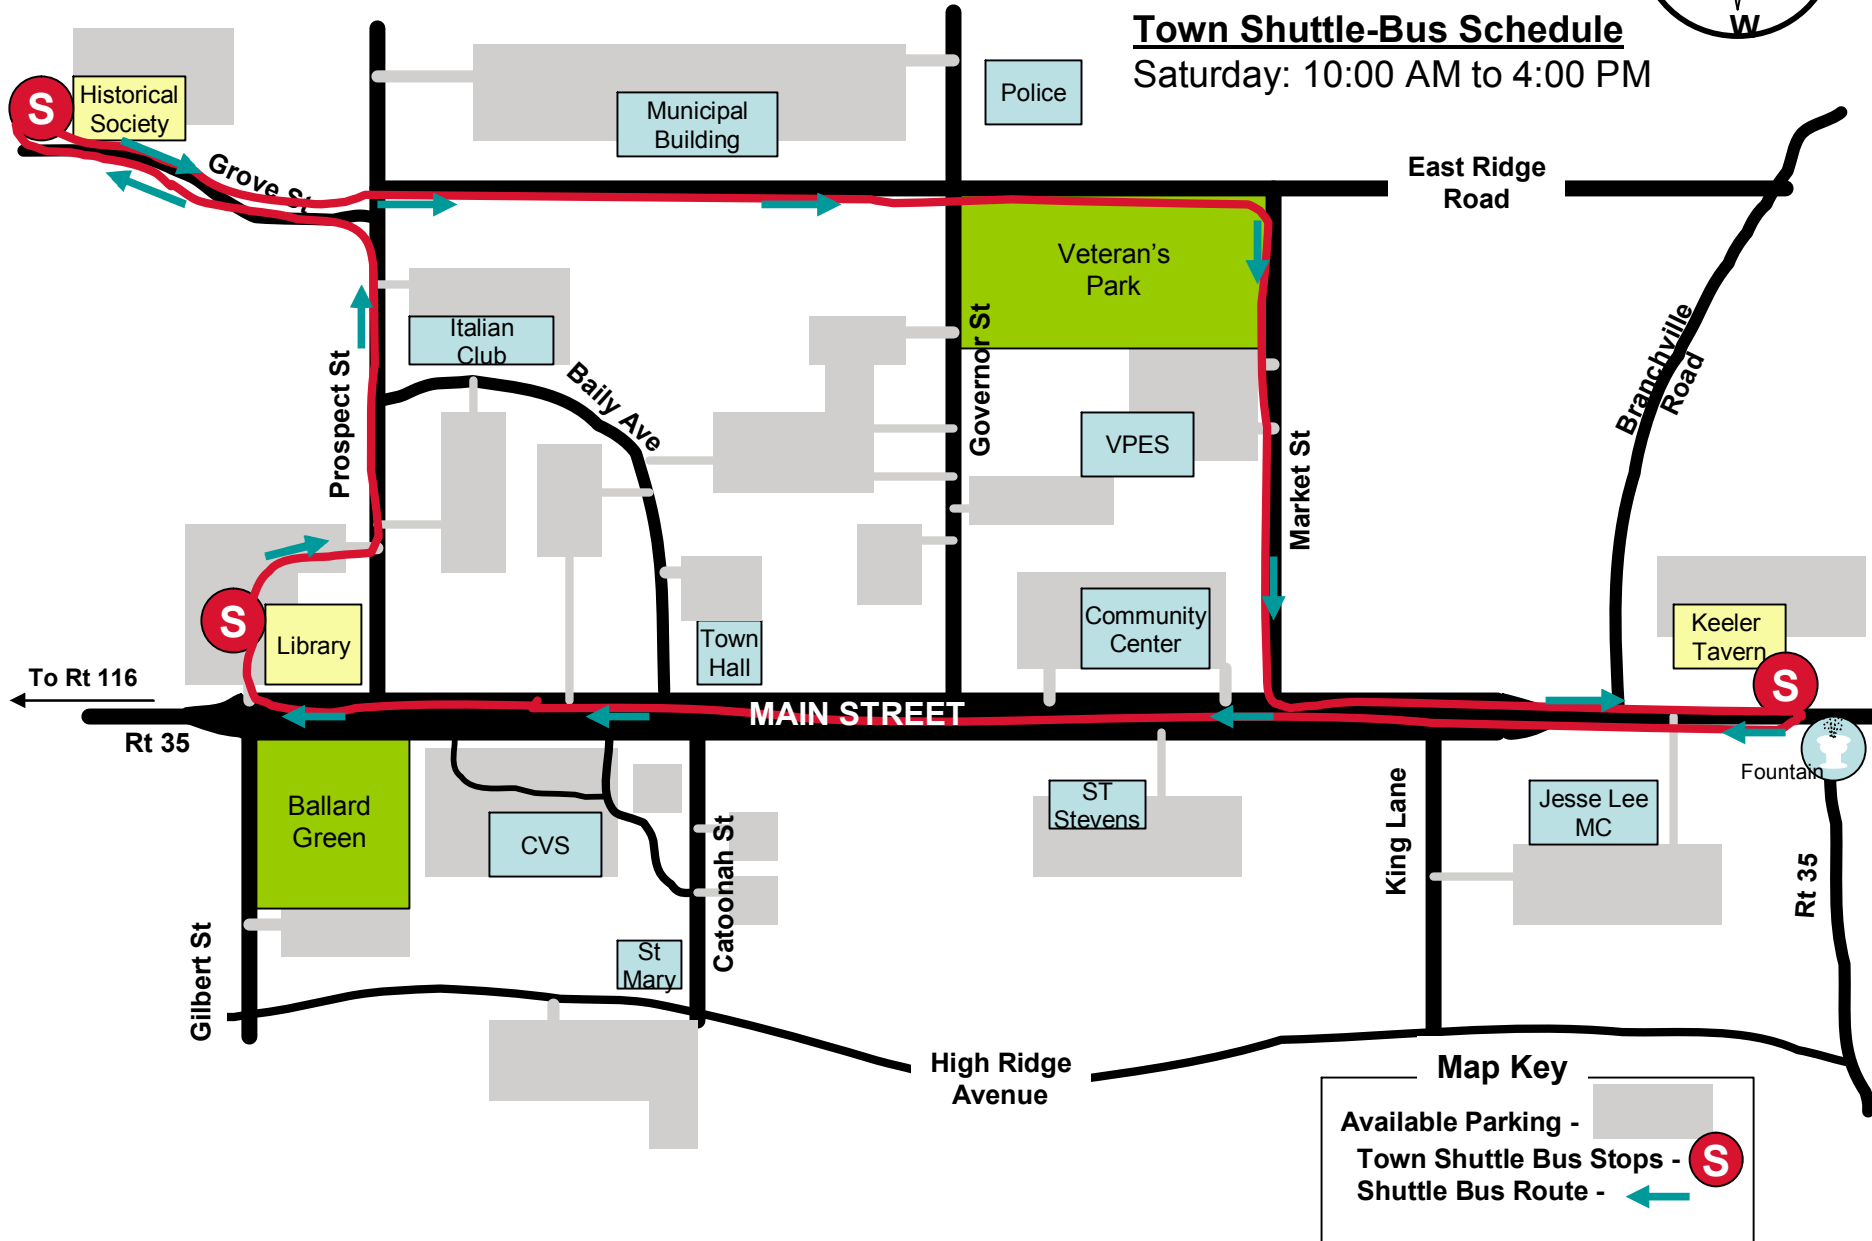 W
Town Shuttle-Bus Schedule
Saturday: 10:00 AM to 4:00 PM
S
Historical
Society
Municipal
Building
Police
Grove St
East Ridge
Road
Veteran's
Park
Italian
Club
Prospect St
Baily Ave
Governor St
VPES
Market St
Branchville
Road
S
Library
Town
Hall
Community
Center
Keeler
Tavern
S
To Rt 116
MAIN STREET
Rt 35
Fountain
Ballard
Green
CVS
Catoonah St
ST
Stevens
King Lane
Jesse Lee
MC
Rt 35
Gilbert St
St
Mary
High Ridge
Avenue
Map Key
Available Parking -
Town Shuttle Bus Stops - S
Shuttle Bus Route -